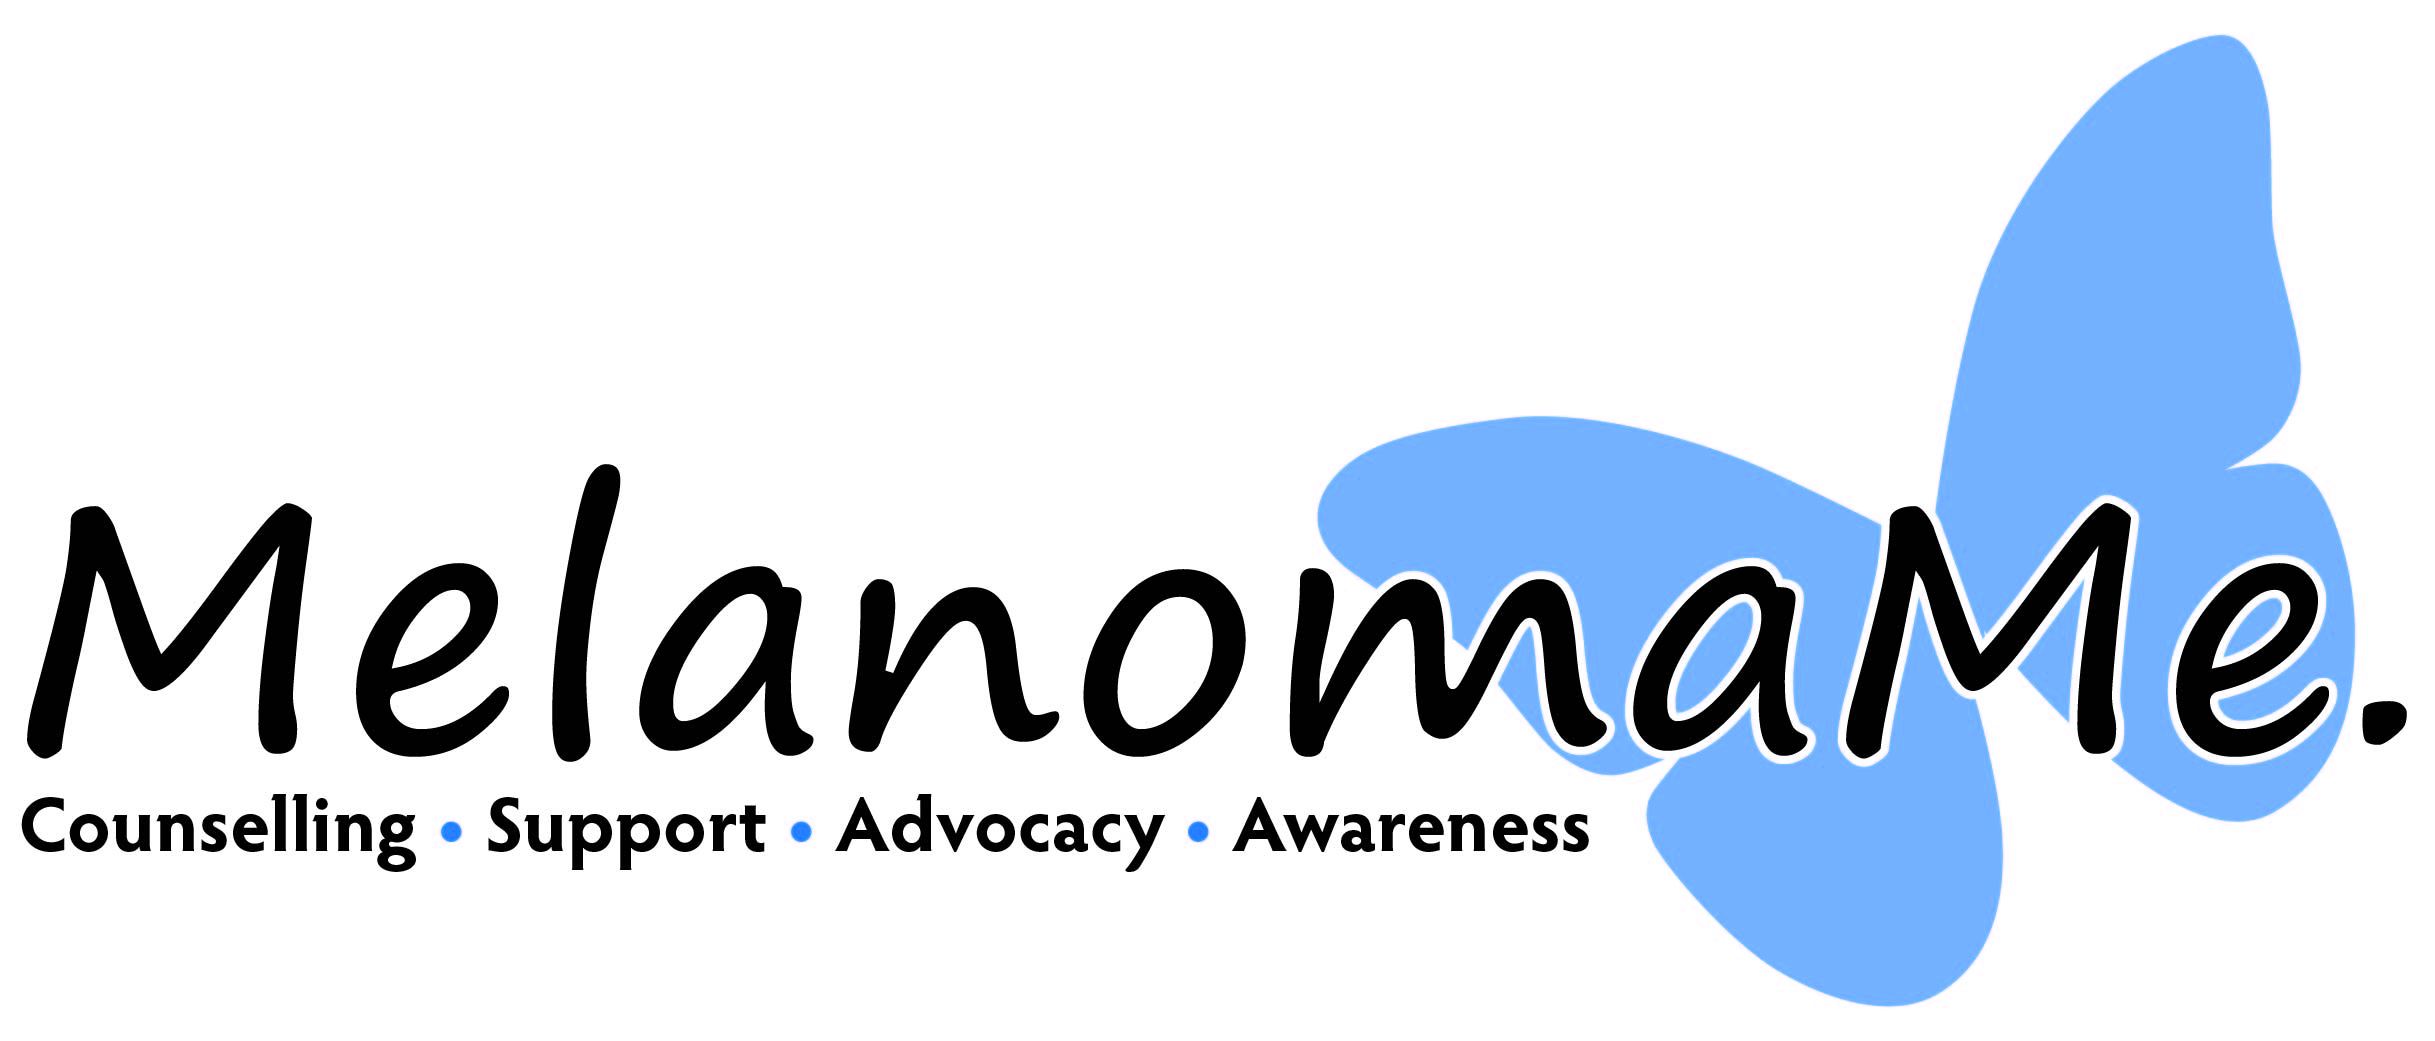 MelanomaMe.
Counselling • Support • Advocacy • Awareness